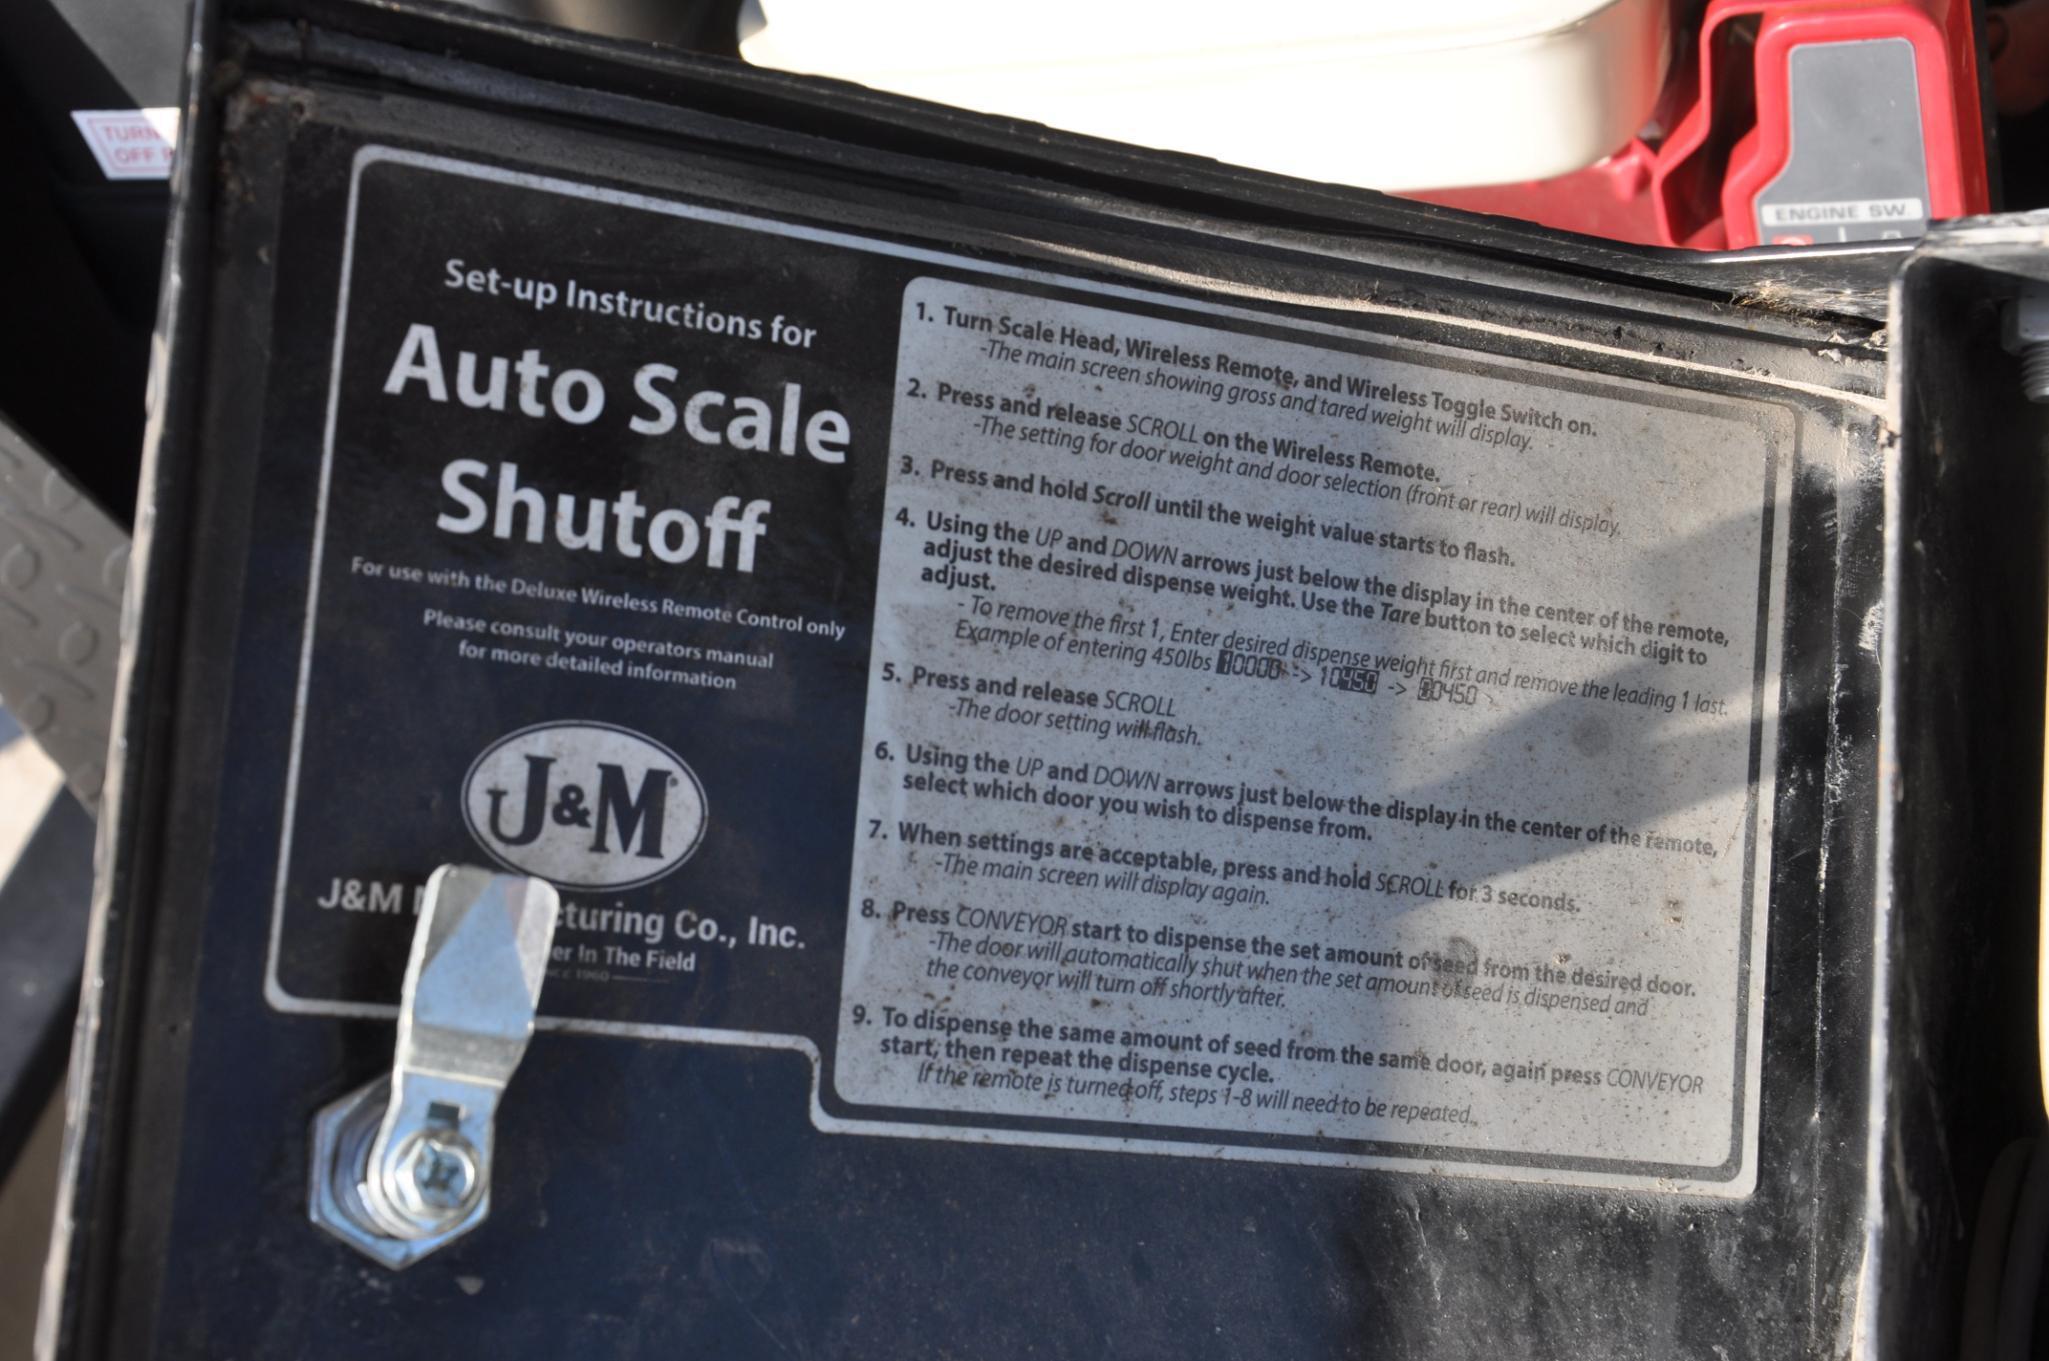 TURN
OFF
ENGINE SW.
Set-up Instructions for
Auto Scale
Shutoff
For use with the Deluxe Wireless Remote Control only
Please consult your operators manual
for more detailed information
J&M
J&M turing Co., Inc.
er In The Field
1960
1. Turn Scale Head, Wireless Remote, and Wireless Toggle Switch on.
-The main screen showing gross and tared weight will display.
2. Press and release SCROLL on the Wireless Remote.
-The setting for door weight and door selection (front or rear) will display.
3. Press and hold Scroll until the weight value starts to flash.
4. Using the UP and DOWN arrows just below the display in the center of the remote,
adjust the desired dispense weight. Use the Tare button to select which digit to
adjust.
- To remove the first 1, Enter desired dispense weight first and remove the leading 1 last.
Example of entering 450lbs 10000 -> 10450 -> 00450
5. Press and release SCROLL
-The door setting will flash.
6. Using the UP and DOWN arrows just below the display in the center of the remote,
select which door you wish to dispense from.
7. When settings are acceptable, press and hold SCROLL for 3 seconds.
-The main screen will display again.
8. Press CONVEYOR start to dispense the set amount of seed from the desired door.
-The door will automatically shut when the set amount of seed is dispensed and
the conveyor will turn off shortly after.
9. To dispense the same amount of seed from the same door, again press CONVEYOR
start, then repeat the dispense cycle.
If the remote is turned off, steps 1-8 will need to be repeated.